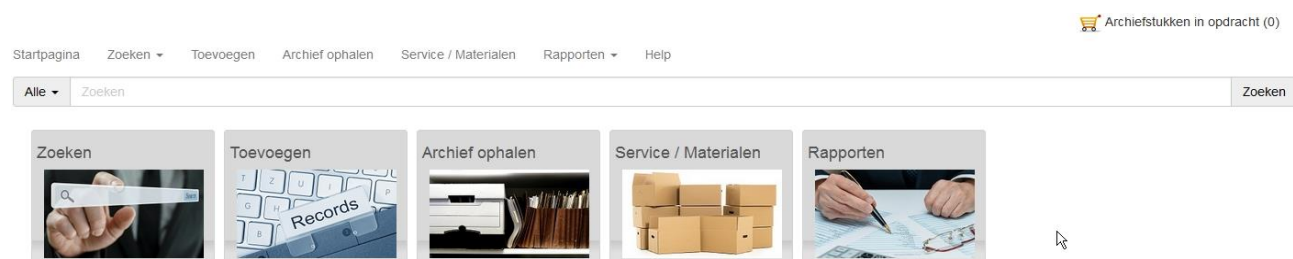 Archiefstukken in opdracht (0)
Startpagina Zoeken Toevoegen Archief ophalen Service / Materialen Rapporten Help
Alle Zoeken Zoeken
Zoeken Toevoegen Archief ophalen Service / Materialen Rapporten
Records